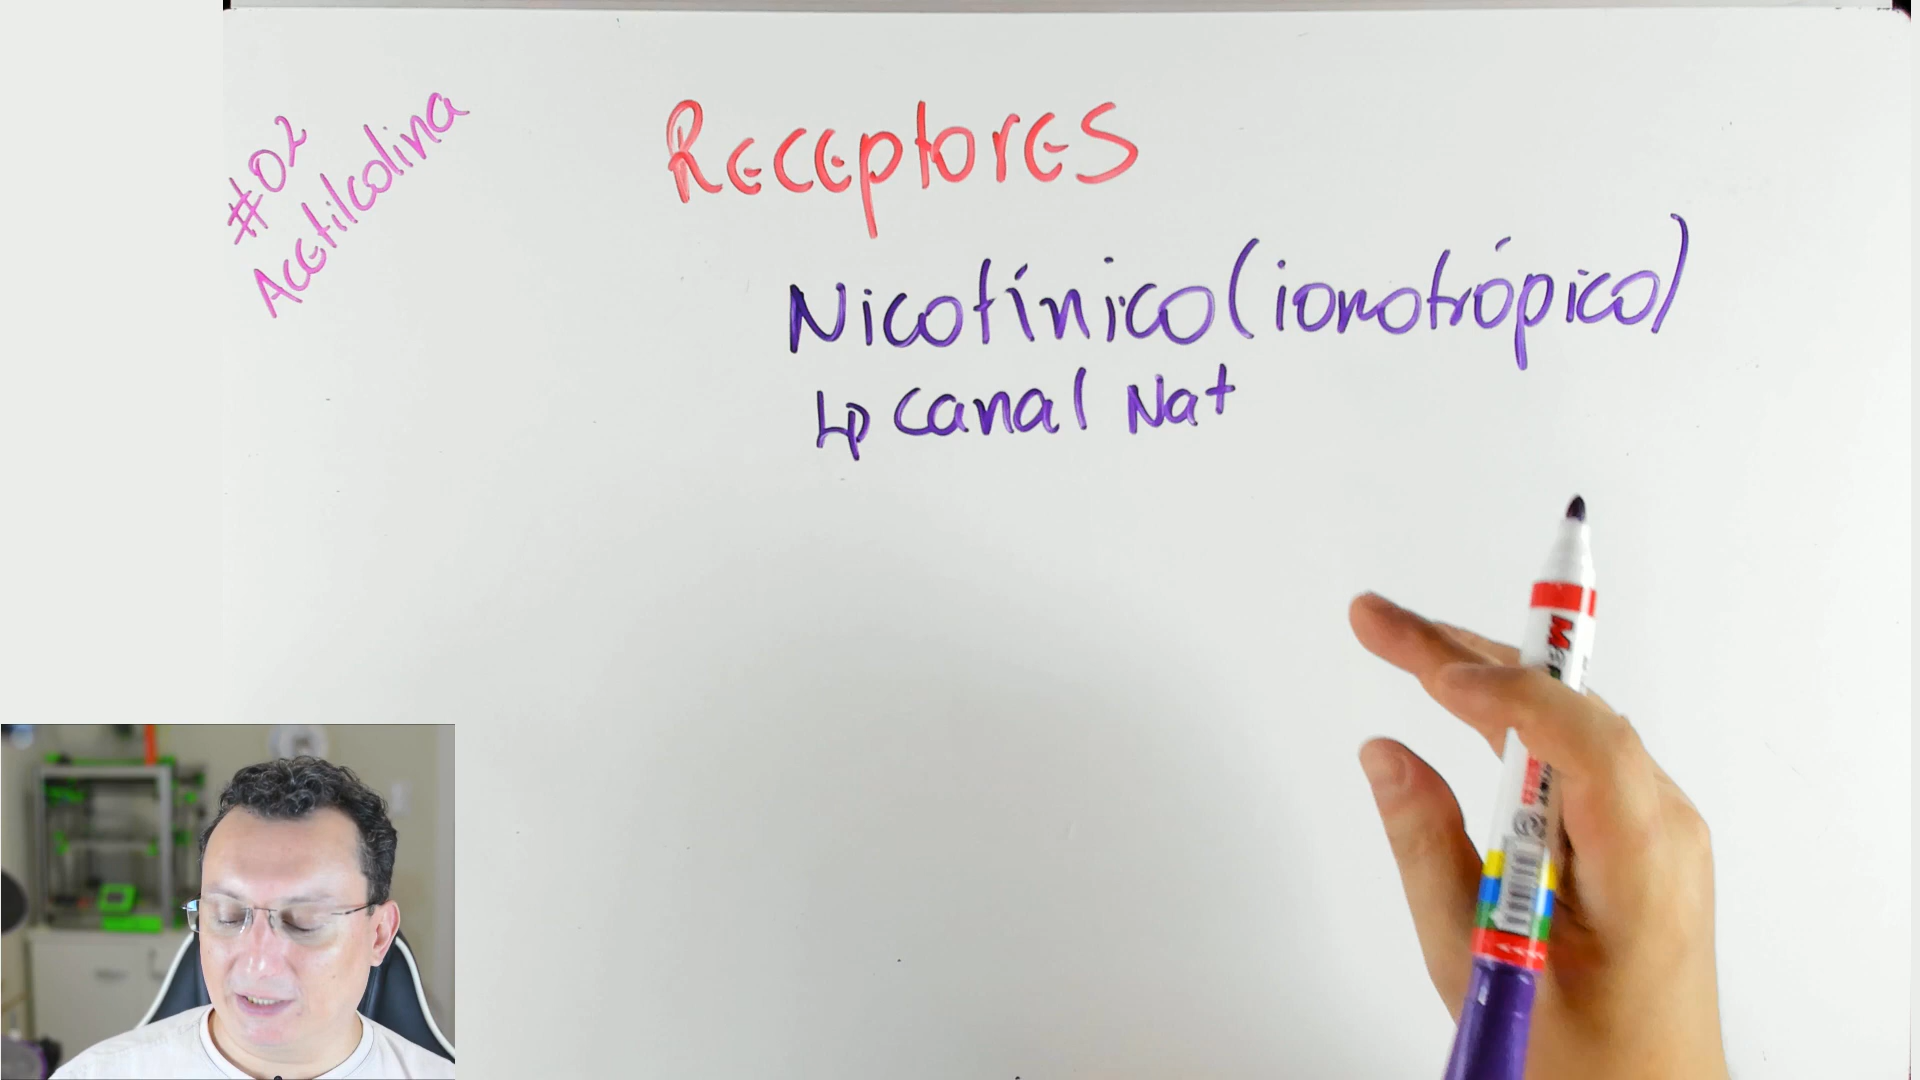 #02
Acetilcolina
Receptores
Nicotínico (ionotrópico)
↳ canal Na+